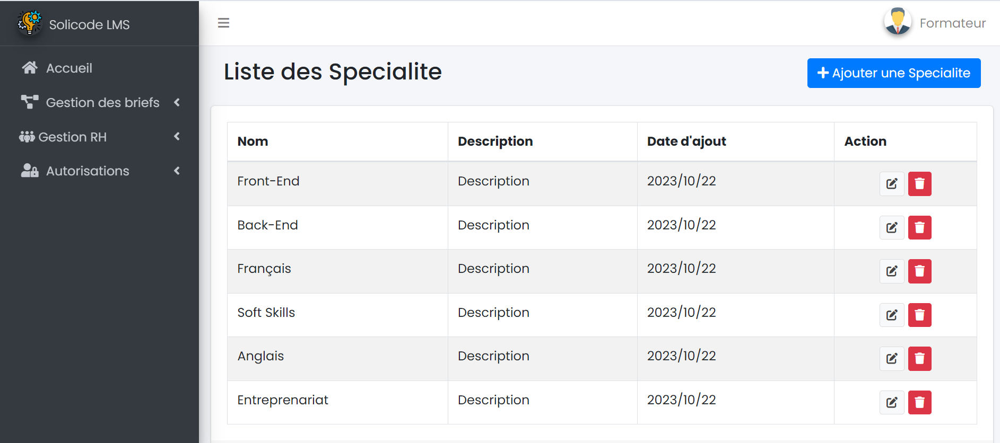 Solicode LMS
Formateur
Accueil
Gestion des briefs
Gestion RH
Autorisations
Liste des Specialite
Ajouter une Specialite
Nom Description Date d'ajout Action
Front-End Description 2023/10/22
Back-End Description 2023/10/22
Français Description 2023/10/22
Soft Skills Description 2023/10/22
Anglais Description 2023/10/22
Entreprenariat Description 2023/10/22